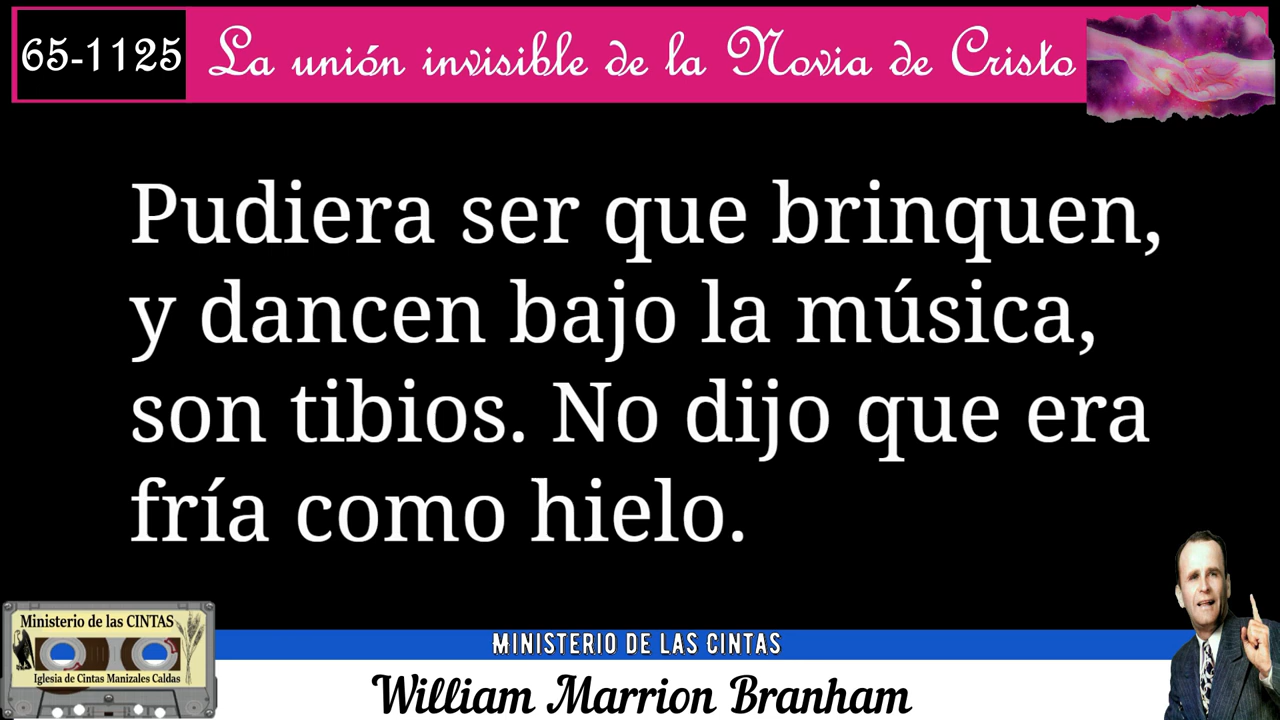 65-1125 La unión invisible de la Novia de Cristo
Pudiera ser que brinquen,
y dancen bajo la música,
son tibios. No dijo que era
fría como hielo.
Ministerio de las CINTAS
Iglesia de Cintas Manizales Caldas
MINISTERIO DE LAS CINTAS
William Marrion Branham